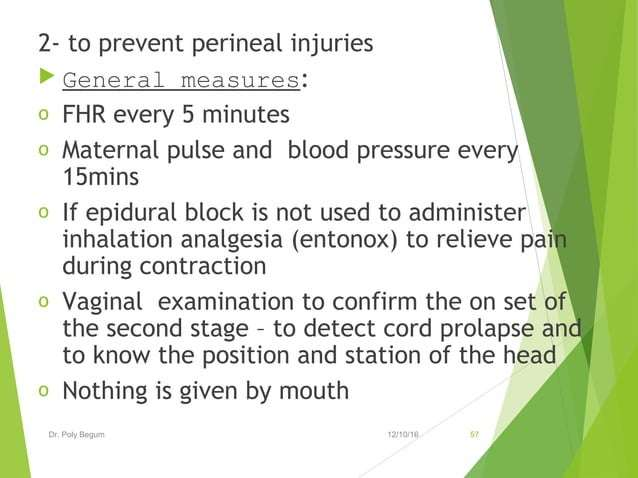 2- to prevent perineal injuries
General measures:
o FHR every 5 minutes
o Maternal pulse and blood pressure every
15mins
o If epidural block is not used to administer
inhalation analgesia (entonox) to relieve pain
during contraction
o Vaginal examination to confirm the on set of
the second stage – to detect cord prolapse and
to know the position and station of the head
o Nothing is given by mouth
Dr. Poly Begum 12/10/16 57